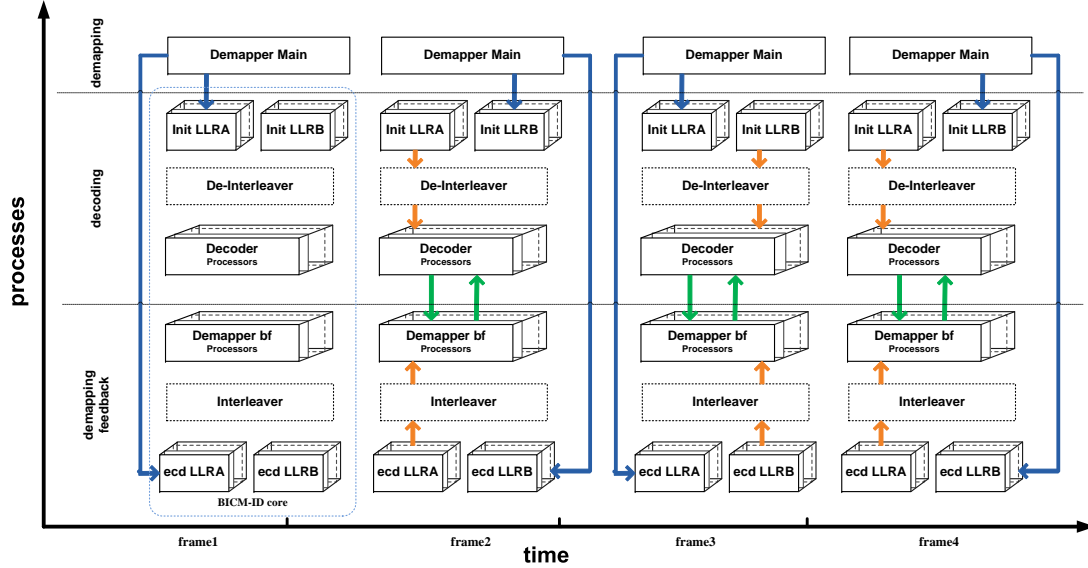 processes
demapping
decoding
demapping
feedback
Demapper Main
Demapper Main
Demapper Main
Demapper Main
Init LLRA
Init LLRB
Init LLRA
Init LLRB
Init LLRA
Init LLRB
Init LLRA
Init LLRB
De-Interleaver
De-Interleaver
De-Interleaver
De-Interleaver
Decoder
Processors
Decoder
Processors
Decoder
Processors
Decoder
Processors
Demapper bf
Processors
Demapper bf
Processors
Demapper bf
Processors
Demapper bf
Processors
Interleaver
Interleaver
Interleaver
Interleaver
ecd LLRA
ecd LLRB
ecd LLRA
ecd LLRB
ecd LLRA
ecd LLRB
ecd LLRA
ecd LLRB
BICM-ID core
frame1
frame2
frame3
frame4
time